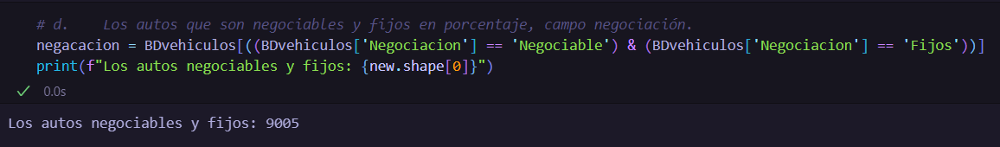 # d.    Los autos que son negociables y fijos en porcentaje, campo negociación.
negacacion = BDvehiculos[((BDvehiculos['Negociacion'] == 'Negociable') & (BDvehiculos['Negociacion'] == 'Fijos'))]
print(f"Los autos negociables y fijos: {new.shape[0]}")
0.0s
Los autos negociables y fijos: 9005